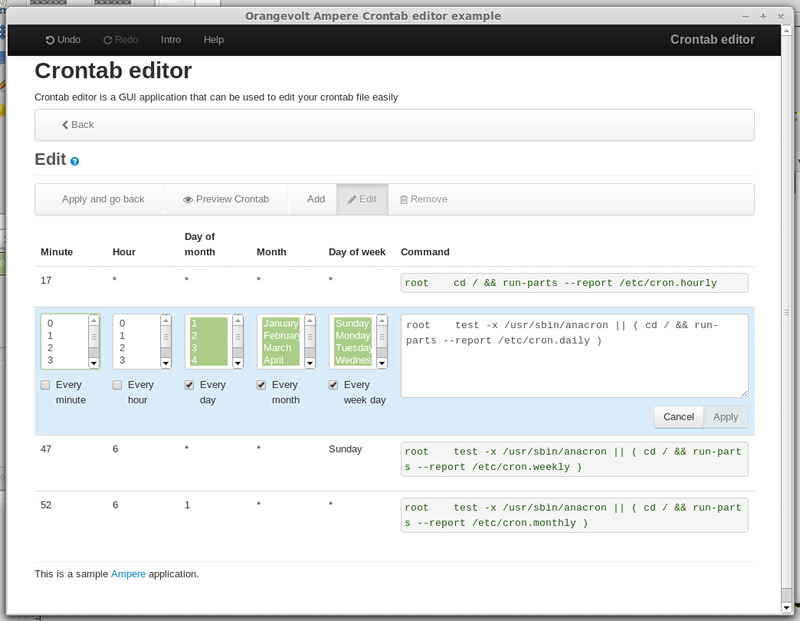 Orangevolt Ampere Crontab editor example
Undo Redo Intro Help Crontab editor
Crontab editor
Crontab editor is a GUI application that can be used to edit your crontab file easily
Back
Edit ?
Apply and go back Preview Crontab Add Edit Remove
Day of
Minute Hour month Month Day of week Command
17 * * * * root cd / && run-parts --report /etc/cron.hourly
0 0 1 January Sunday root test -x /usr/sbin/anacron || ( cd / && run-
1 1 2 Februar Monday parts --report /etc/cron.daily )
2 2 3 March Tuesday
3 3 4 April Wednes
Every Every Every Every Every
minute hour day month week day
Cancel Apply
47 6 * * Sunday root test -x /usr/sbin/anacron || ( cd / && run-part
s --report /etc/cron.weekly )
52 6 1 * * root test -x /usr/sbin/anacron || ( cd / && run-part
s --report /etc/cron.monthly )
This is a sample Ampere application.